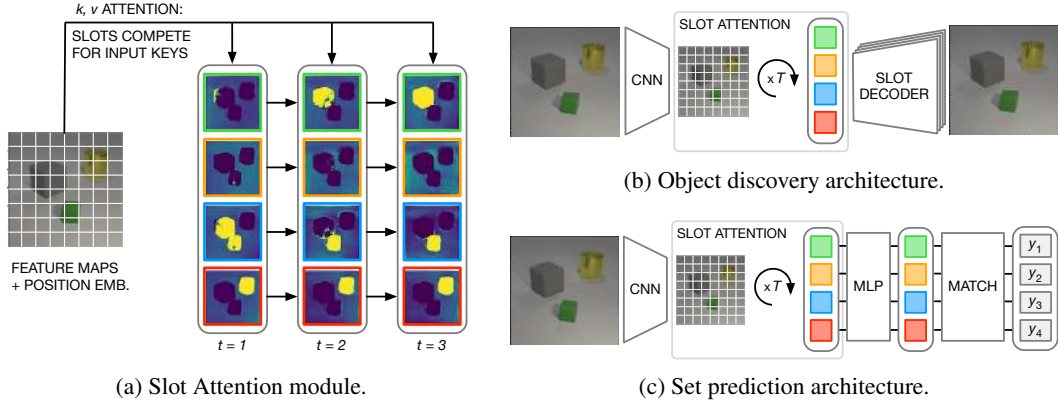 k, v ATTENTION:
SLOTS COMPETE
FOR INPUT KEYS
FEATURE MAPS
+ POSITION EMB.
t = 1
t = 2
t = 3
(a) Slot Attention module.
SLOT ATTENTION
CNN
x T
SLOT
DECODER
(b) Object discovery architecture.
SLOT ATTENTION
CNN
x T
MLP
MATCH
y1
y2
y3
y4
(c) Set prediction architecture.